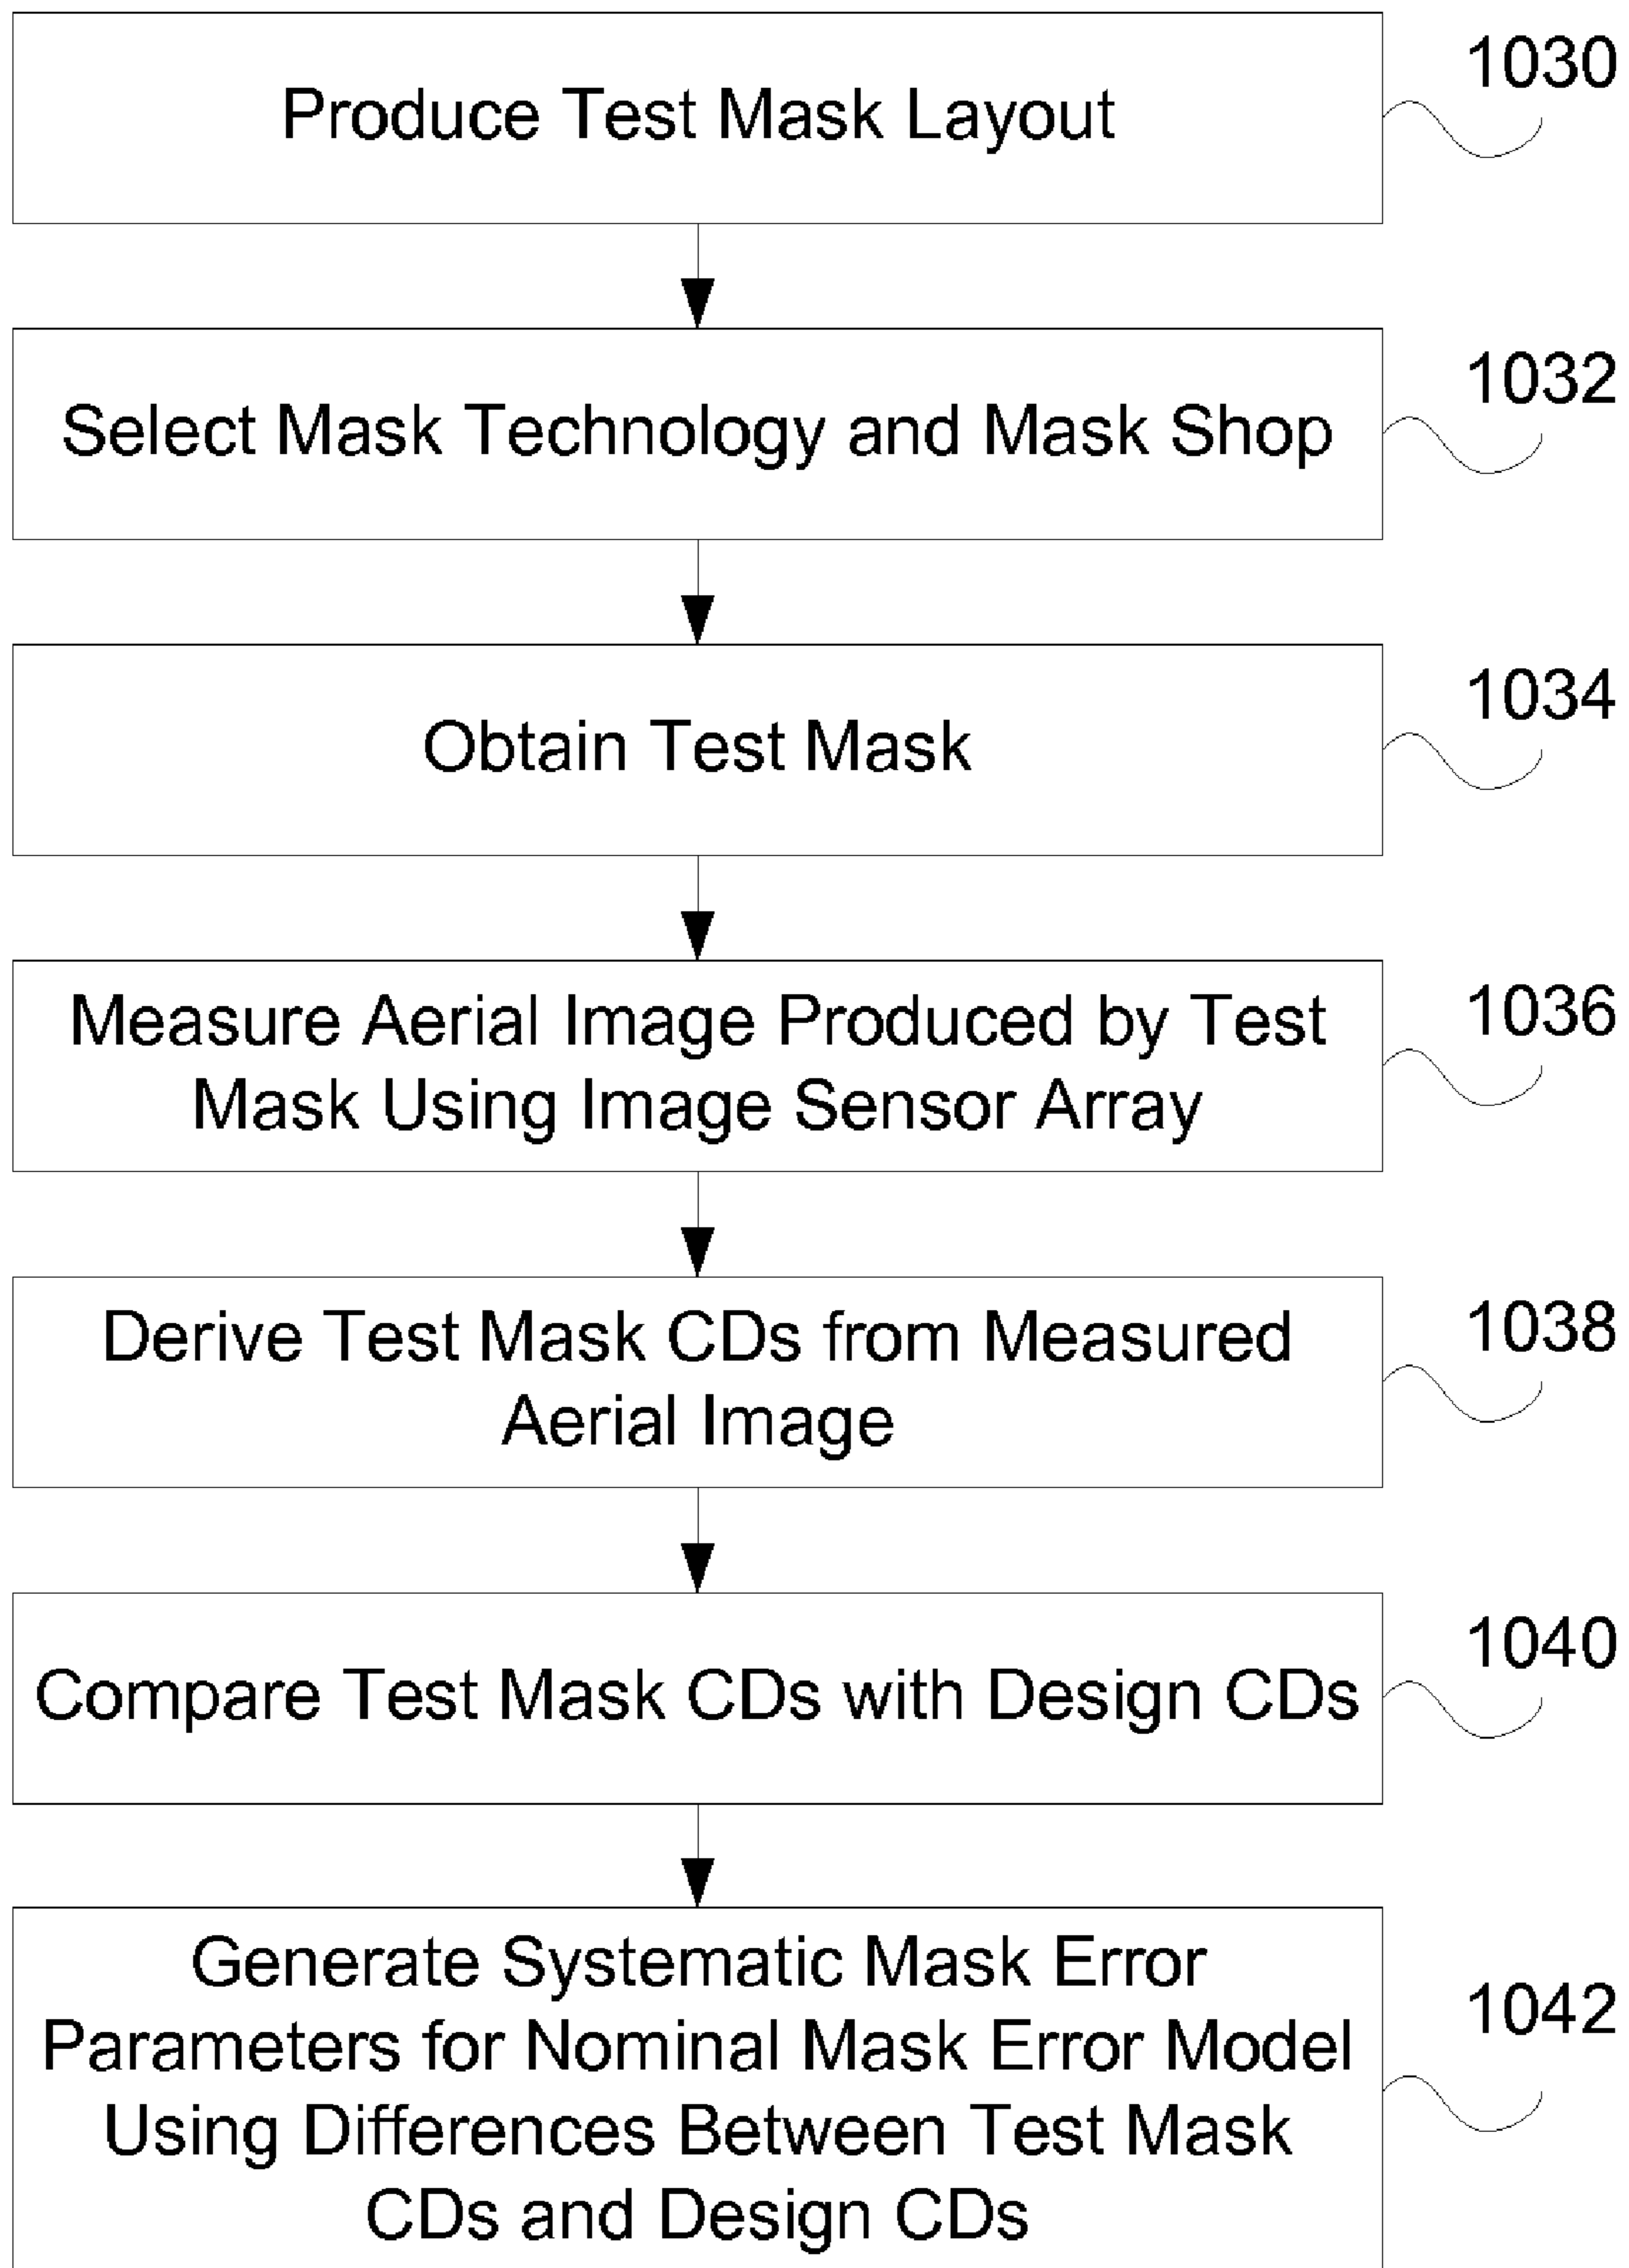 Produce Test Mask Layout
1030
Select Mask Technology and Mask Shop
1032
Obtain Test Mask
1034
Measure Aerial Image Produced by Test
Mask Using Image Sensor Array
1036
Derive Test Mask CDs from Measured
Aerial Image
1038
Compare Test Mask CDs with Design CDs
1040
Generate Systematic Mask Error
Parameters for Nominal Mask Error Model
Using Differences Between Test Mask
CDs and Design CDs
1042